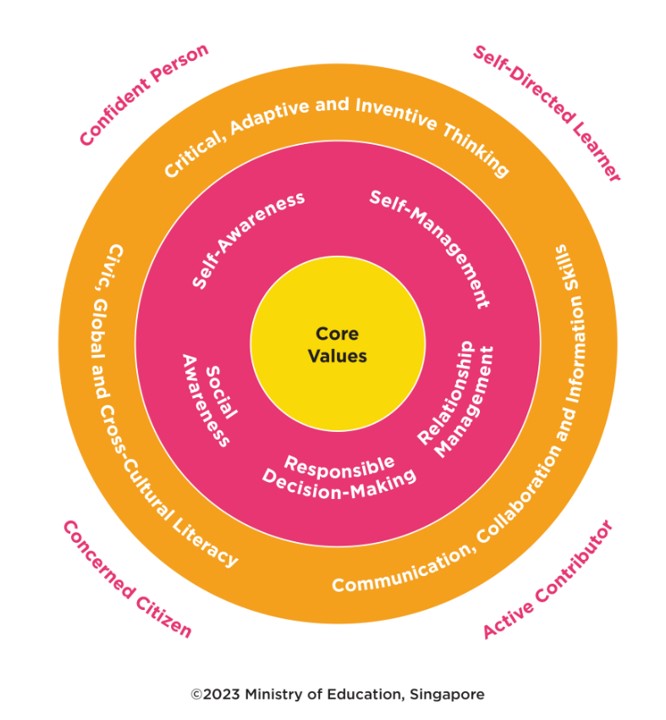 Confident Person
Self-Directed Learner
Critical, Adaptive and Inventive Thinking
Self-Awareness
Self-Management
Civic, Global and Cross-Cultural Literacy
Communication, Collaboration and Information Skills
Core
Values
Social
Awareness
Relationship
Management
Responsible
Decision-Making
Concerned Citizen
Active Contributor
©2023 Ministry of Education, Singapore